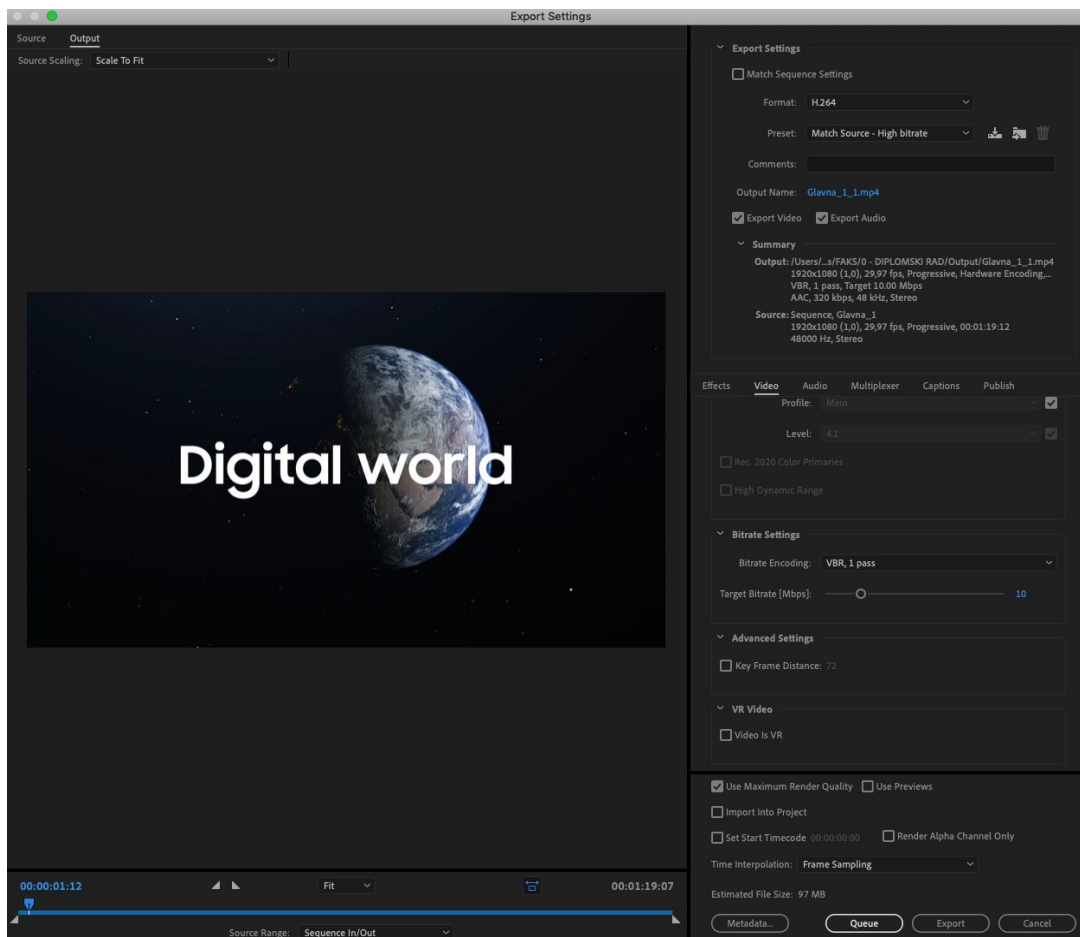 Export Settings
Source Output
Source Scaling: Scale To Fit
Digital world
00:00:01:12 Fit 00:01:19:07
Source Range: Sequence In/Out
Export Settings
Match Sequence Settings
Format: H.264
Preset: Match Source - High bitrate
Comments:
Output Name: Glavna_1_1.mp4
Export Video Export Audio
Summary
Output: /Users/...s/FAKS/0 - DIPLOMSKI RAD/Output/Glavna_1_1.mp4
1920x1080 (1,0), 29,97 fps, Progressive, Hardware Encoding,...
VBR, 1 pass, Target 10.00 Mbps
AAC, 320 kbps, 48 kHz, Stereo
Source: Sequence, Glavna_1
1920x1080 (1,0), 29,97 fps, Progressive, 00:01:19:12
48000 Hz, Stereo
Effects Video Audio Multiplexer Captions Publish
Profile: Main
Level: 4.1
Rec. 2020 Color Primaries
High Dynamic Range
Bitrate Settings
Bitrate Encoding: VBR, 1 pass
Target Bitrate [Mbps]: 10
Advanced Settings
Key Frame Distance: 72
VR Video
Video Is VR
Use Maximum Render Quality Use Previews
Import Into Project
Set Start Timecode 00:00:00:00 Render Alpha Channel Only
Time Interpolation: Frame Sampling
Estimated File Size: 97 MB
Metadata... Queue Export Cancel